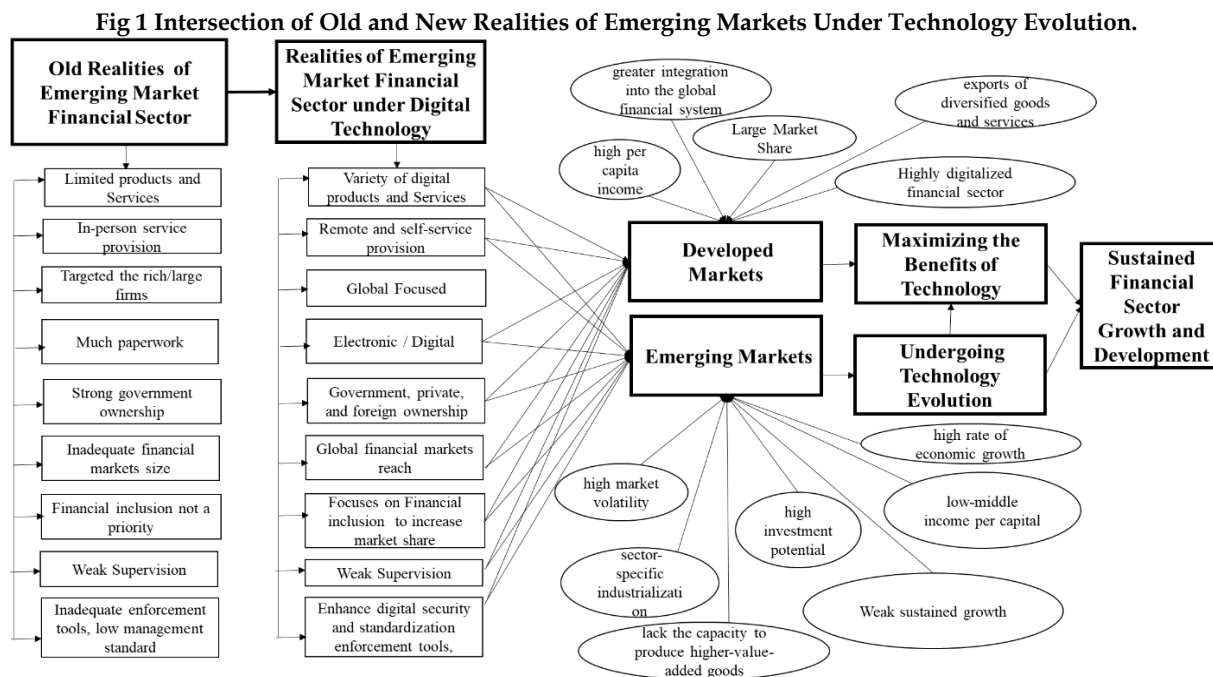 Fig 1 Intersection of Old and New Realities of Emerging Markets Under Technology Evolution.
Old Realities of
Emerging Market
Financial Sector
Realities of Emerging
Market Financial
Sector under Digital
Technology
Limited products and
Services
In-person service
provision
Targeted the rich/large
firms
Much paperwork
Strong government
ownership
Inadequate financial
markets size
Financial inclusion not a
priority
Weak Supervision
Inadequate enforcement
tools, low management
standard
Variety of digital
products and Services
Remote and self-service
provision
Global Focused
Electronic / Digital
Government, private,
and foreign ownership
Global financial markets
reach
Focuses on Financial
inclusion to increase
market share
Weak Supervision
Enhance digital security
and standardization
enforcement tools,
greater integration
into the global
financial system
exports of
diversified goods
and services
Large Market
Share
high per
capita
income
Highly digitalized
financial sector
Developed
Markets
Emerging Markets
Maximizing the
Benefits of
Technology
Undergoing
Technology
Evolution
Sustained
Financial
Sector
Growth and
Development
high rate of
economic growth
high market
volatility
high
investment
potential
low-middle
income per capital
sector-
specific
industrializati
on
Weak sustained growth
lack the capacity to
produce higher-value-
added goods